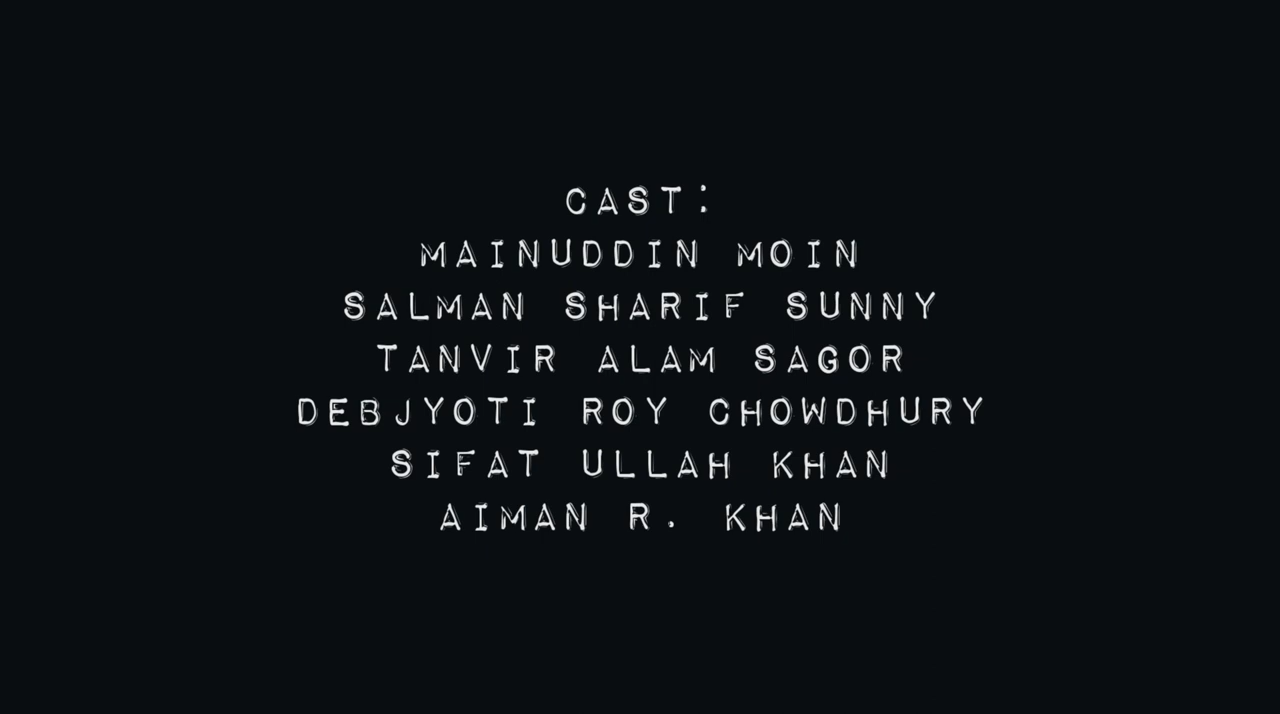 CAST:
MAINUDDIN MOIN
SALMAN SHARIF SUNNY
TANVIR ALAM SAGOR
DEBJYOTI ROY CHOWDHURY
SIFAT ULLAH KHAN
AIMAN R. KHAN